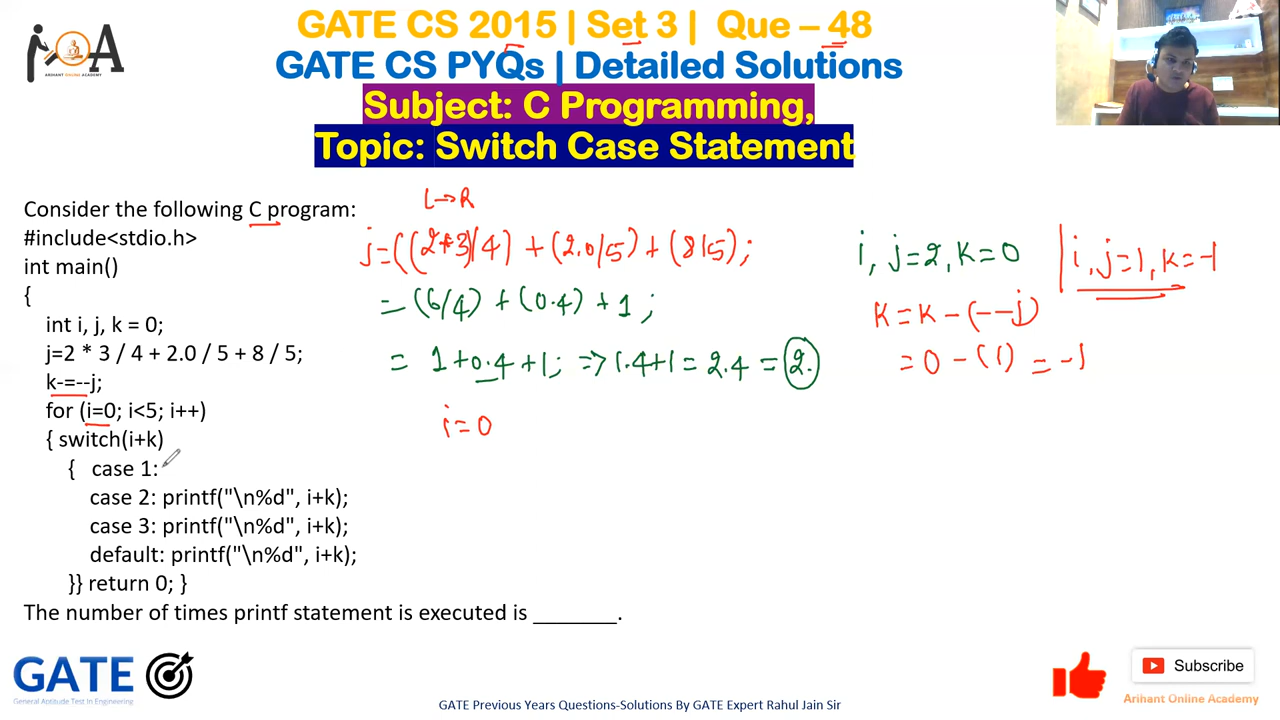 GATE CS 2015 | Set 3 | Que – 48
GATE CS PYQs | Detailed Solutions
Subject: C Programming,
Topic: Switch Case Statement
ARIHANT ONLINE ACADEMY
Consider the following C program:
#include<stdio.h>
int main()
{
int i, j, k = 0;
j=2 * 3 / 4 + 2.0 / 5 + 8 / 5;
k-=--j;
for (i=0; i<5; i++)
{ switch(i+k)
{ case 1:
case 2: printf("\n%d", i+k);
case 3: printf("\n%d", i+k);
default: printf("\n%d", i+k);
}} return 0; }
The number of times printf statement is executed is _______.
L→R
j=((2*3)/4) + (2.0/5) + (8/5);
= (6/4) + (0.4) + 1 ;
= 1+0.4+1; => 1.4+1 = 2.4 = 2.
i = 0
i, j=2, k=0
k = k - (--j)
= 0 - (1) = -1
i, j=1, k=-1
GATE
General Aptitude Test In Engineering
GATE Previous Years Questions-Solutions By GATE Expert Rahul Jain Sir
Subscribe
Arihant Online Academy